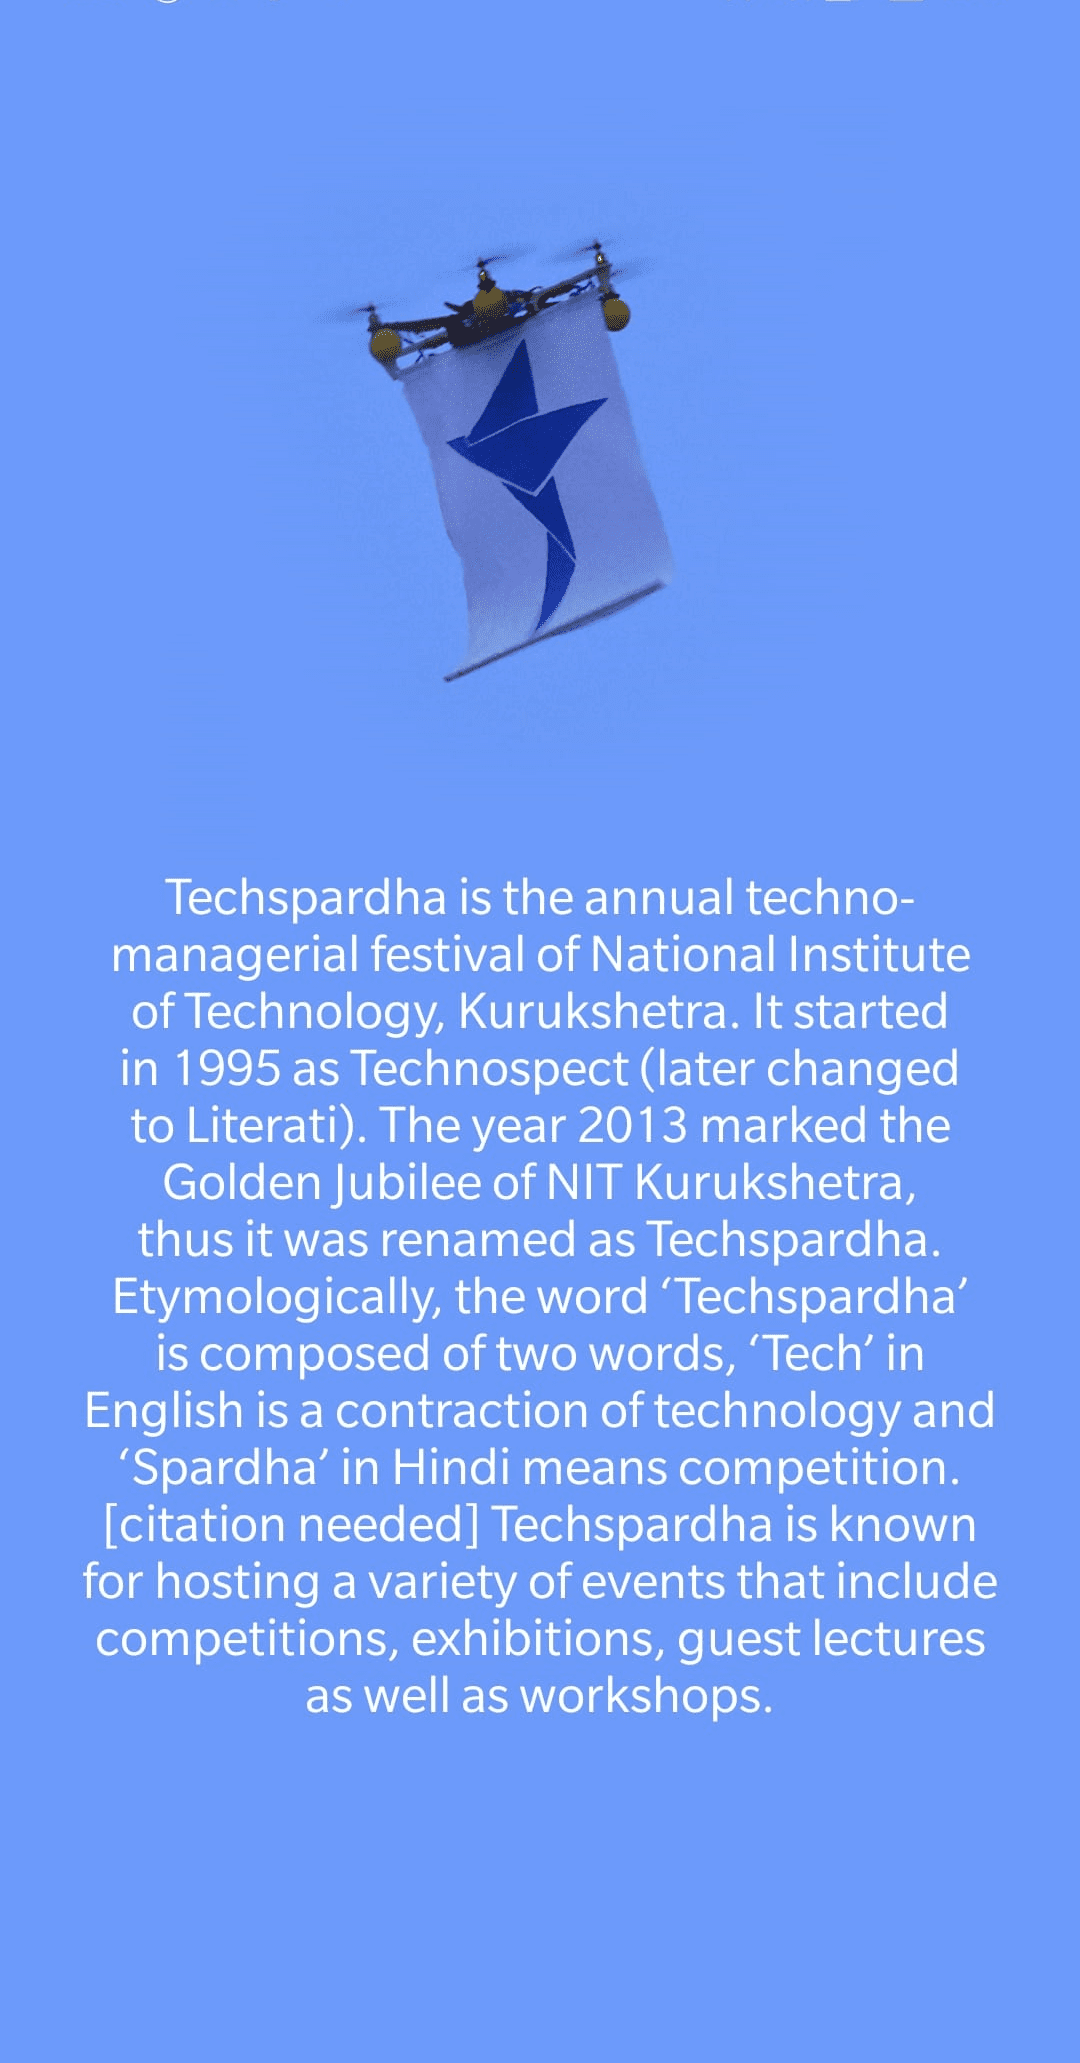 Techspardha is the annual techno-
managerial festival of National Institute
of Technology, Kurukshetra. It started
in 1995 as Technospect (later changed
to Literati). The year 2013 marked the
Golden Jubilee of NIT Kurukshetra,
thus it was renamed as Techspardha.
Etymologically, the word ‘Techspardha’
is composed of two words, ‘Tech’ in
English is a contraction of technology and
‘Spardha’ in Hindi means competition.
[citation needed] Techspardha is known
for hosting a variety of events that include
competitions, exhibitions, guest lectures
as well as workshops.